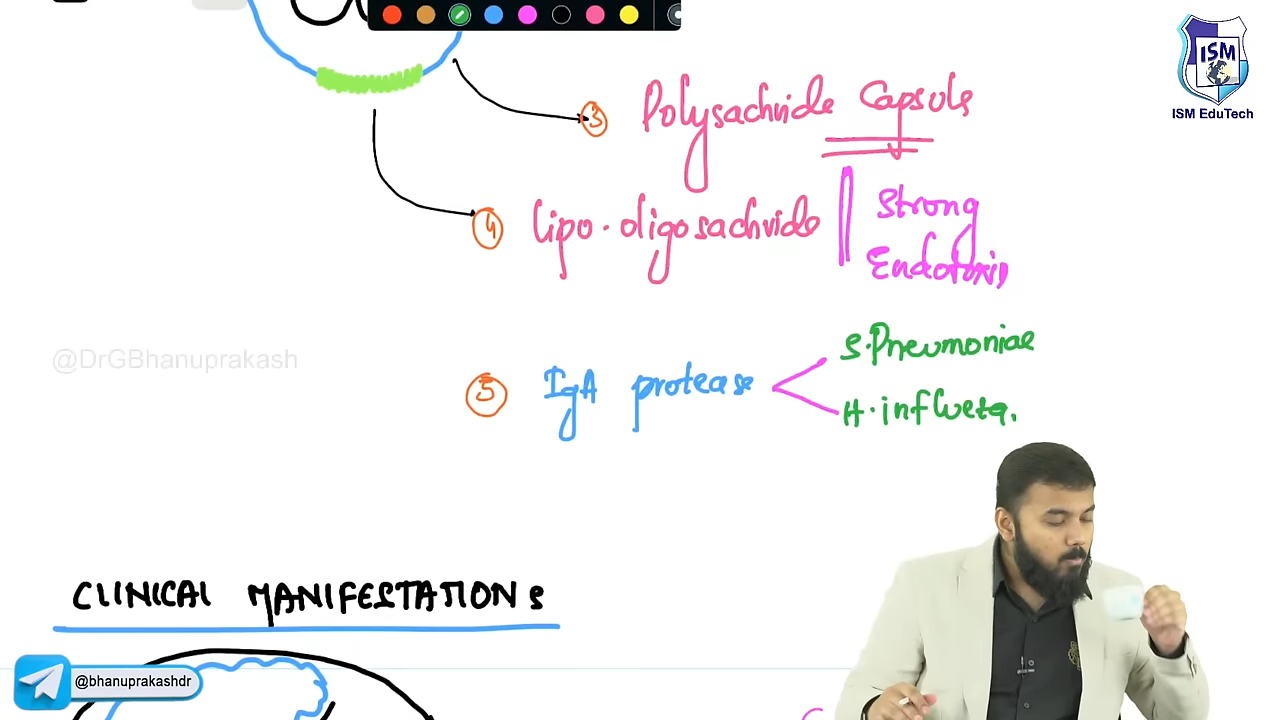 ISM
ISM EduTech
3 Polysachride Capsule
4 Lipo-oligosachride
Strong
Endotoxin
@DrGBhanuprakash
5 IgA protease
S.Pneumoniae
H.influeza.
CLINICAL MANIFESTATIONS
@bhanuprakashdr